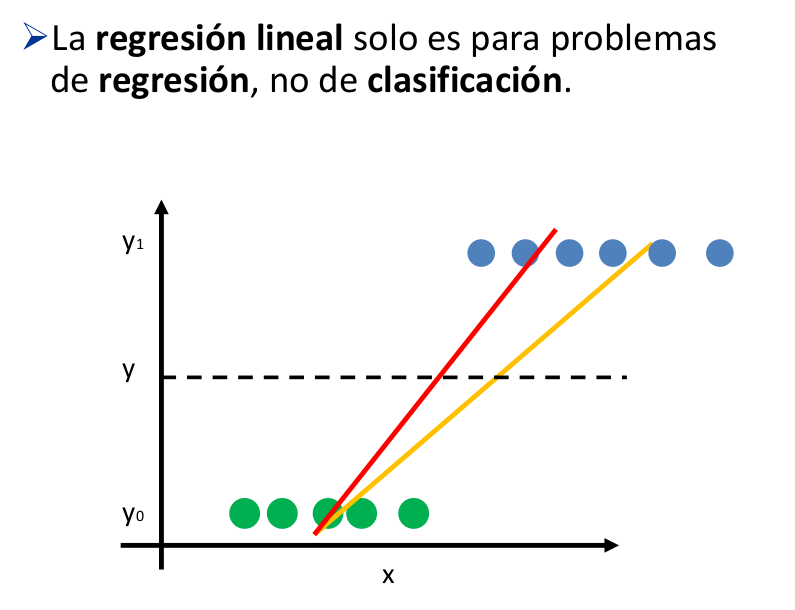 ➢La regresión lineal solo es para problemas
de regresión, no de clasificación.
y1
y
y0
x